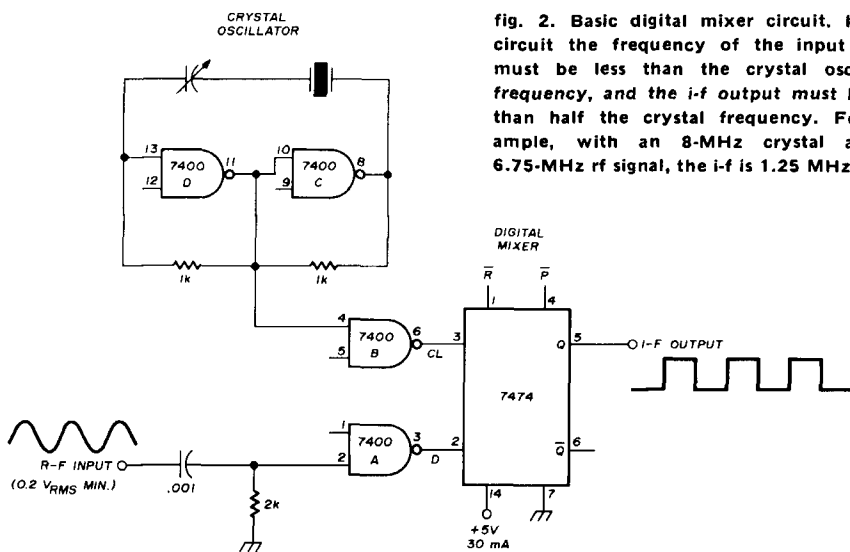 CRYSTAL
OSCILLATOR
fig. 2. Basic digital mixer circuit.
circuit the frequency of the input
must be less than the crystal
frequency, and the i-f output must
than half the crystal frequency.
with an 8-MHz crystal
6.75-MHz rf signal, the i-f is 1.25 MHz
13
7400
D
11
12
10
7400
C
8
9
1k
1k
DIGITAL
MIXER
R
P
1
4
4
7400
B
6
5
CL
3
Q
5
I-F OUTPUT
7474
R-F INPUT
(0.2 VRMS MIN.)
.001
2k
1
7400
A
3
2
D
2
Q
6
14
7
+5V
30 mA